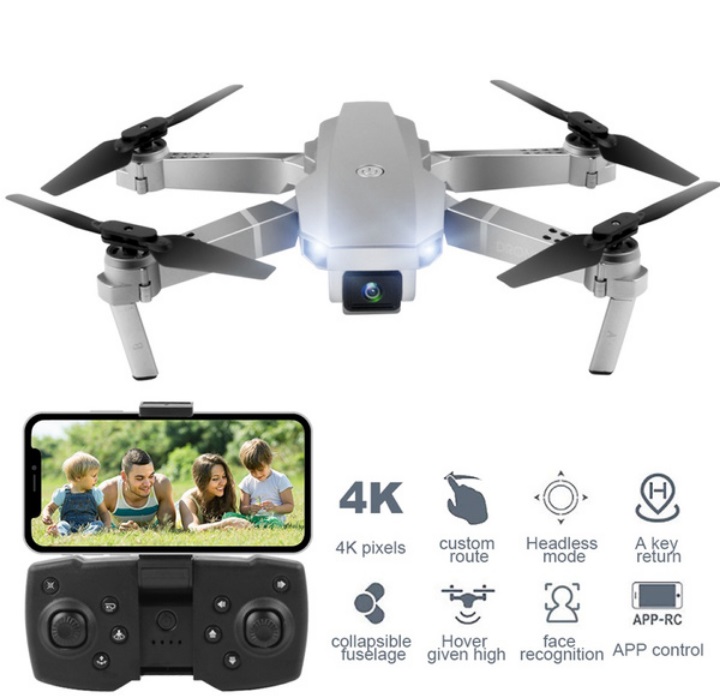 4K
4K pixels
custom
route
Headless
mode
A key
return
collapsible
fuselage
Hover
given high
face
recognition
APP-RC
APP control